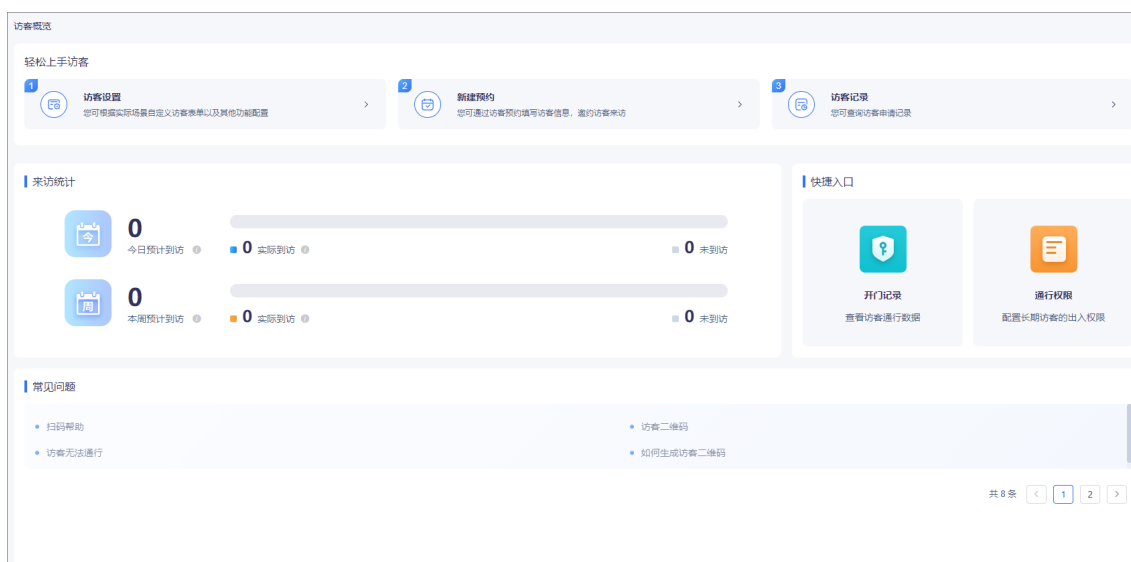 访客概览
轻松上手访客
1
访客设置
您可根据实际场景自定义访客表单以及其他功能配置
2
新建预约
您可通过访客预约填写访客信息，邀约访客来访
3
访客记录
您可查询访客申请记录
来访统计
今
0
今日预计到访
0 实际到访
0 未到访
周
0
本周预计到访
0 实际到访
0 未到访
快捷入口
开门记录
查看访客通行数据
通行权限
配置长期访客的出入权限
常见问题
扫码帮助
访客二维码
访客无法通行
如何生成访客二维码
共 8 条 < 1 2 >